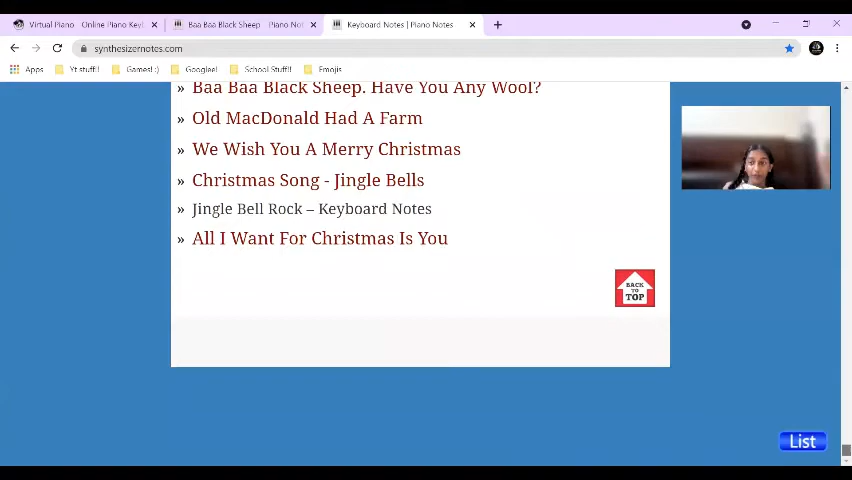 Virtual Piano Online Piano Key
Baa Baa Black Sheep Piano Not
Keyboard Notes | Piano Notes
synthesizernotes.com
Apps
Yt stuff!!
Games! :)
Googlee!
School Stuff!!
Emojis
» Baa Baa Black Sheep. Have You Any Wool?
» Old MacDonald Had A Farm
» We Wish You A Merry Christmas
» Christmas Song - Jingle Bells
» Jingle Bell Rock – Keyboard Notes
» All I Want For Christmas Is You
BACK
TO
TOP
List